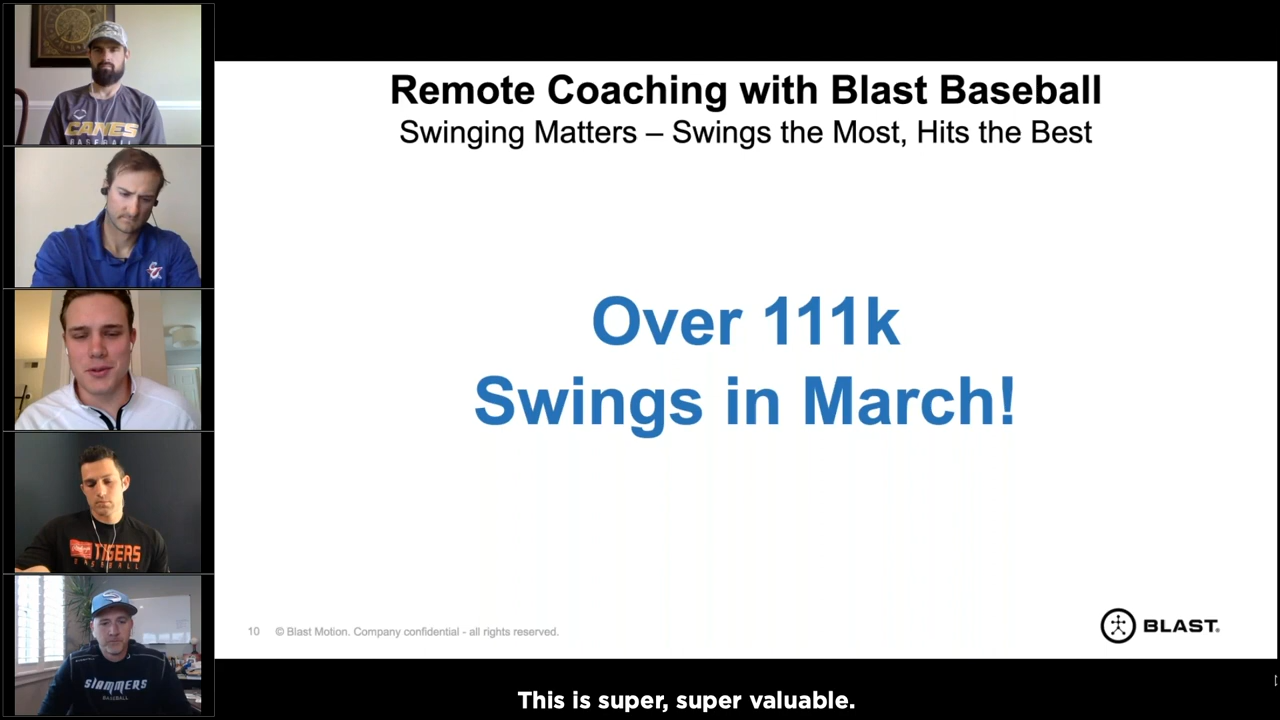 CANES
BASEBALL
TIGERS
BASEBALL
SLAMMERS
BASEBALL
Remote Coaching with Blast Baseball
Swinging Matters – Swings the Most, Hits the Best
Over 111k
Swings in March!
10 © Blast Motion. Company confidential - all rights reserved.
BLAST.
This is super, super valuable.